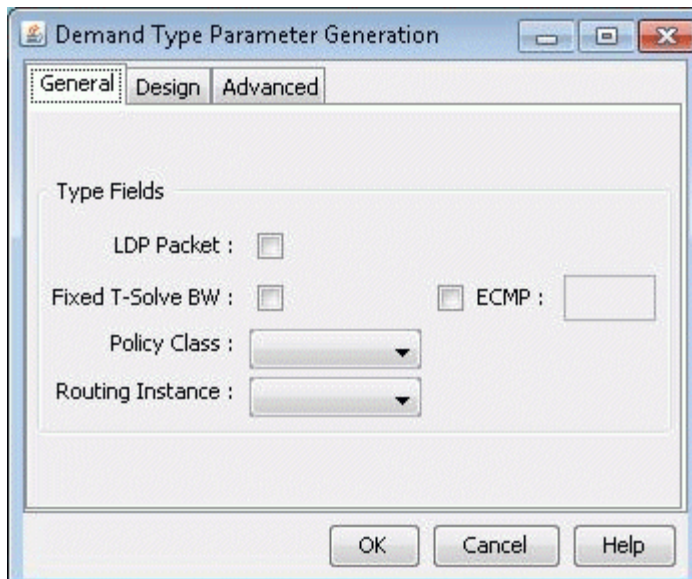 Demand Type Parameter Generation
General Design Advanced
Type Fields
LDP Packet :
Fixed T-Solve BW : ECMP :
Policy Class :
Routing Instance :
OK Cancel Help